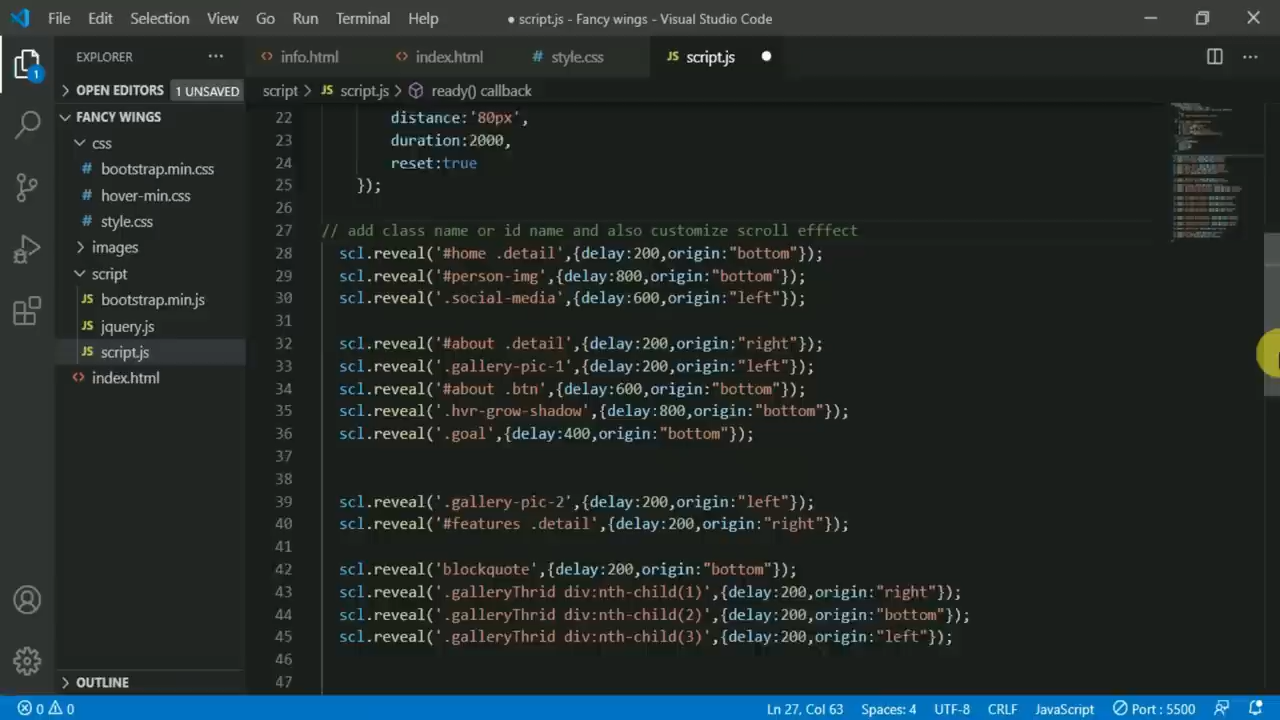 File Edit Selection View Go Run Terminal Help ● script.js - Fancy wings - Visual Studio Code
EXPLORER ··· <> info.html <> index.html # style.css JS script.js ●
OPEN EDITORS 1 UNSAVED script > JS script.js > ready() callback
1
FANCY WINGS
css
# bootstrap.min.css
# hover-min.css
# style.css
images
script
JS bootstrap.min.js
JS jquery.js
JS script.js
<> index.html
OUTLINE
22 distance:'80px',
23 duration:2000,
24 reset:true
25 });
26
27 // add class name or id name and also customize scroll efffect
28 scl.reveal('#home .detail',{delay:200,origin:"bottom"});
29 scl.reveal('#person-img',{delay:800,origin:"bottom"});
30 scl.reveal('.social-media',{delay:600,origin:"left"});
31
32 scl.reveal('#about .detail',{delay:200,origin:"right"});
33 scl.reveal('.gallery-pic-1',{delay:200,origin:"left"});
34 scl.reveal('#about .btn',{delay:600,origin:"bottom"});
35 scl.reveal('.hvr-grow-shadow',{delay:800,origin:"bottom"});
36 scl.reveal('.goal',{delay:400,origin:"bottom"});
37
38
39 scl.reveal('.gallery-pic-2',{delay:200,origin:"left"});
40 scl.reveal('#features .detail',{delay:200,origin:"right"});
41
42 scl.reveal('blockquote',{delay:200,origin:"bottom"});
43 scl.reveal('.galleryThrid div:nth-child(1)',{delay:200,origin:"right"});
44 scl.reveal('.galleryThrid div:nth-child(2)',{delay:200,origin:"bottom"});
45 scl.reveal('.galleryThrid div:nth-child(3)',{delay:200,origin:"left"});
46
47
0 0 Ln 27, Col 63 Spaces: 4 UTF-8 CRLF JavaScript Port : 5500